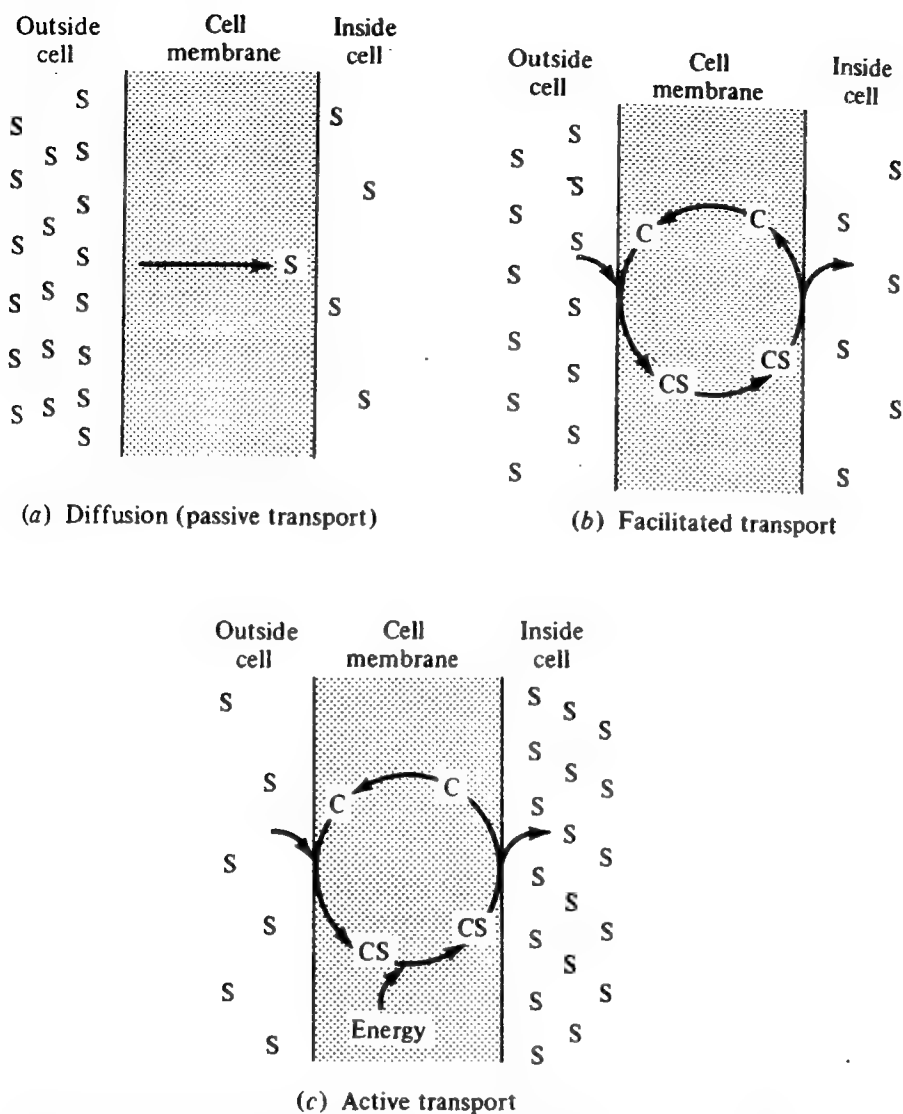 Outside cell
Cell membrane
Inside cell
S S S S S S S S S S S S S S S S S S S
S
S S S S
(a) Diffusion (passive transport)
Outside cell
Cell membrane
Inside cell
S S S S S S S S S S S S
C C
CS CS
S S S S S S
(b) Facilitated transport
Outside cell
Cell membrane
Inside cell
S S S S S S
C C
CS CS
Energy
S S S S S S S S S S S S S S S S S S S
(c) Active transport